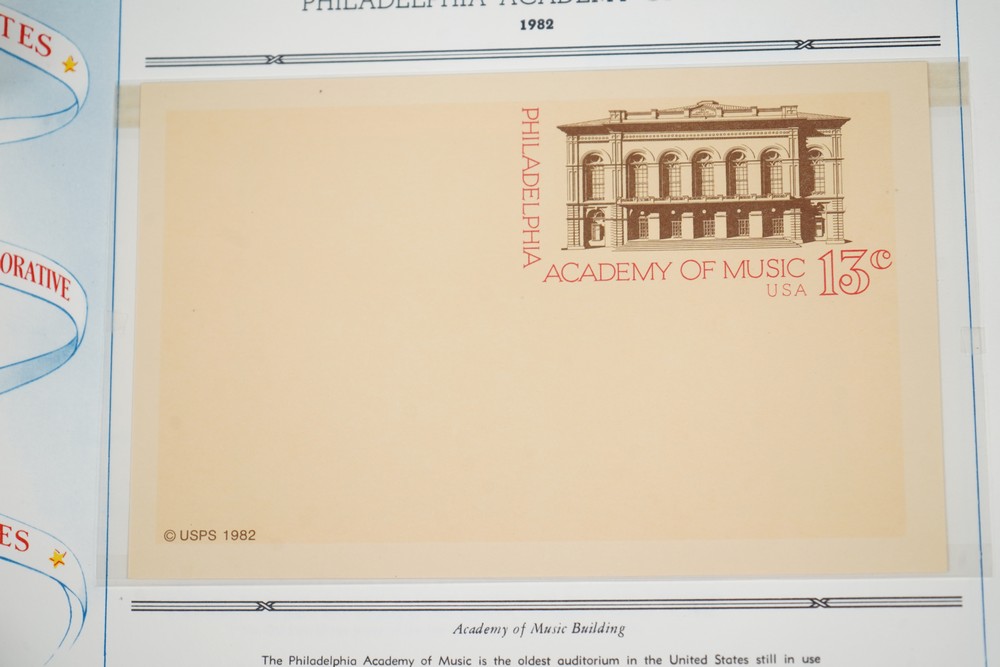 TES
ORATIVE
ES
PHILADELPHIA ACADEMY
1982
PHILADELPHIA
ACADEMY OF MUSIC
USA
13c
© USPS 1982
Academy of Music Building
The Philadelphia Academy of Music is the oldest auditorium in the United States still in use